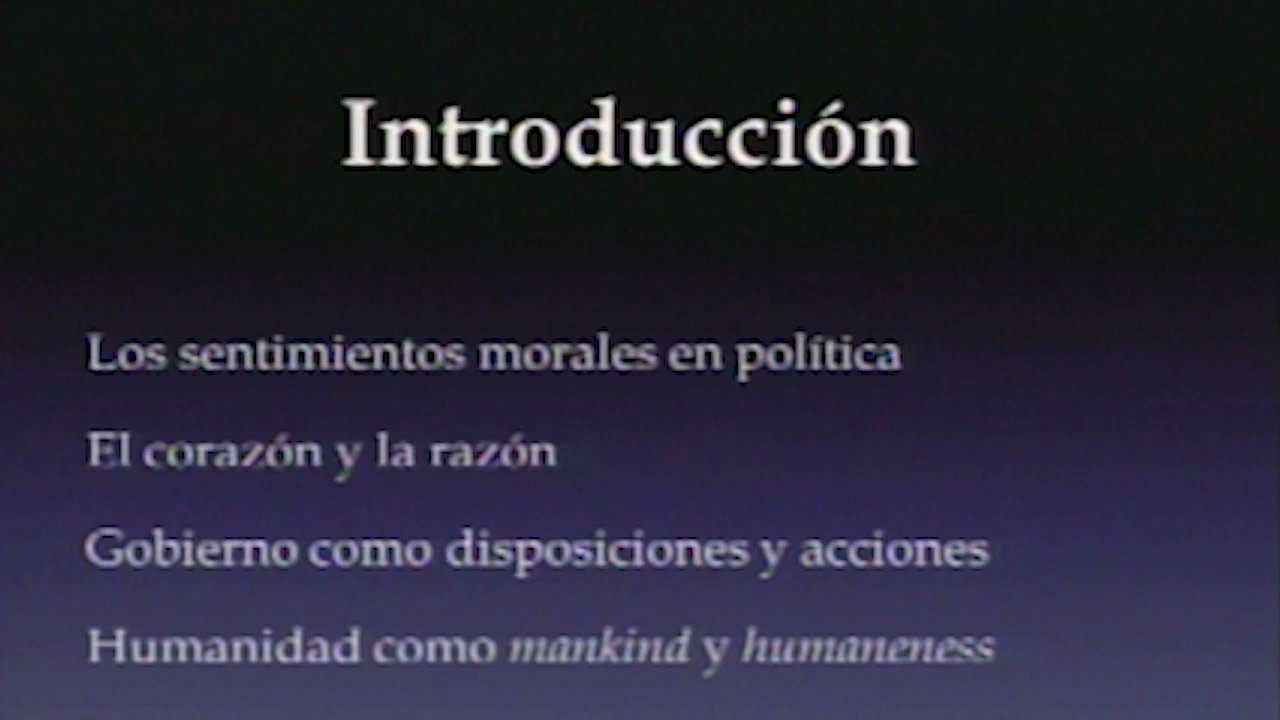 Introducción
Los sentimientos morales en política
El corazón y la razón
Gobierno como disposiciones y acciones
Humanidad como mankind y humaneness